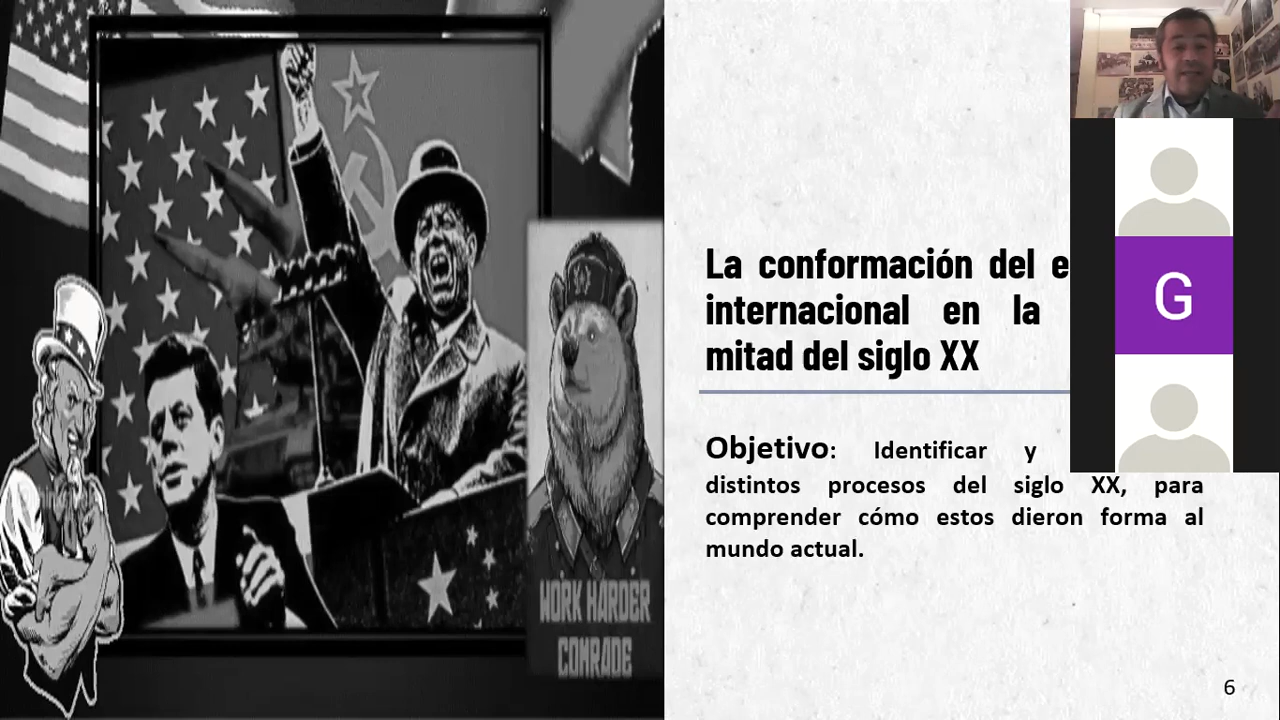 La conformación del
internacional en la
mitad del siglo XX
Objetivo: Identificar y
distintos procesos del siglo XX, para
comprender cómo estos dieron forma al
mundo actual.
WORK HARDER
COMRADE
G
6